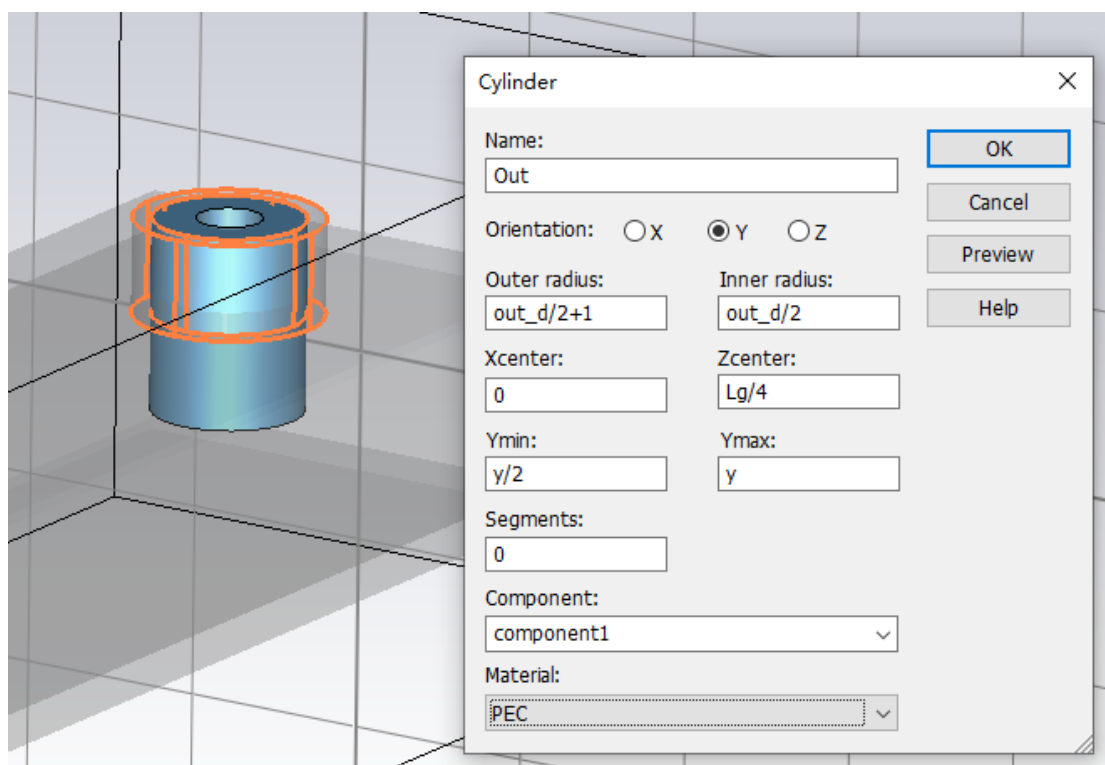 Cylinder
Name:
OK
Out
Cancel
Orientation: X Y Z
Preview
Outer radius: Inner radius:
out_d/2+1 out_d/2
Help
Xcenter: Zcenter:
0 Lg/4
Ymin: Ymax:
y/2 y
Segments:
0
Component:
component1
Material:
PEC